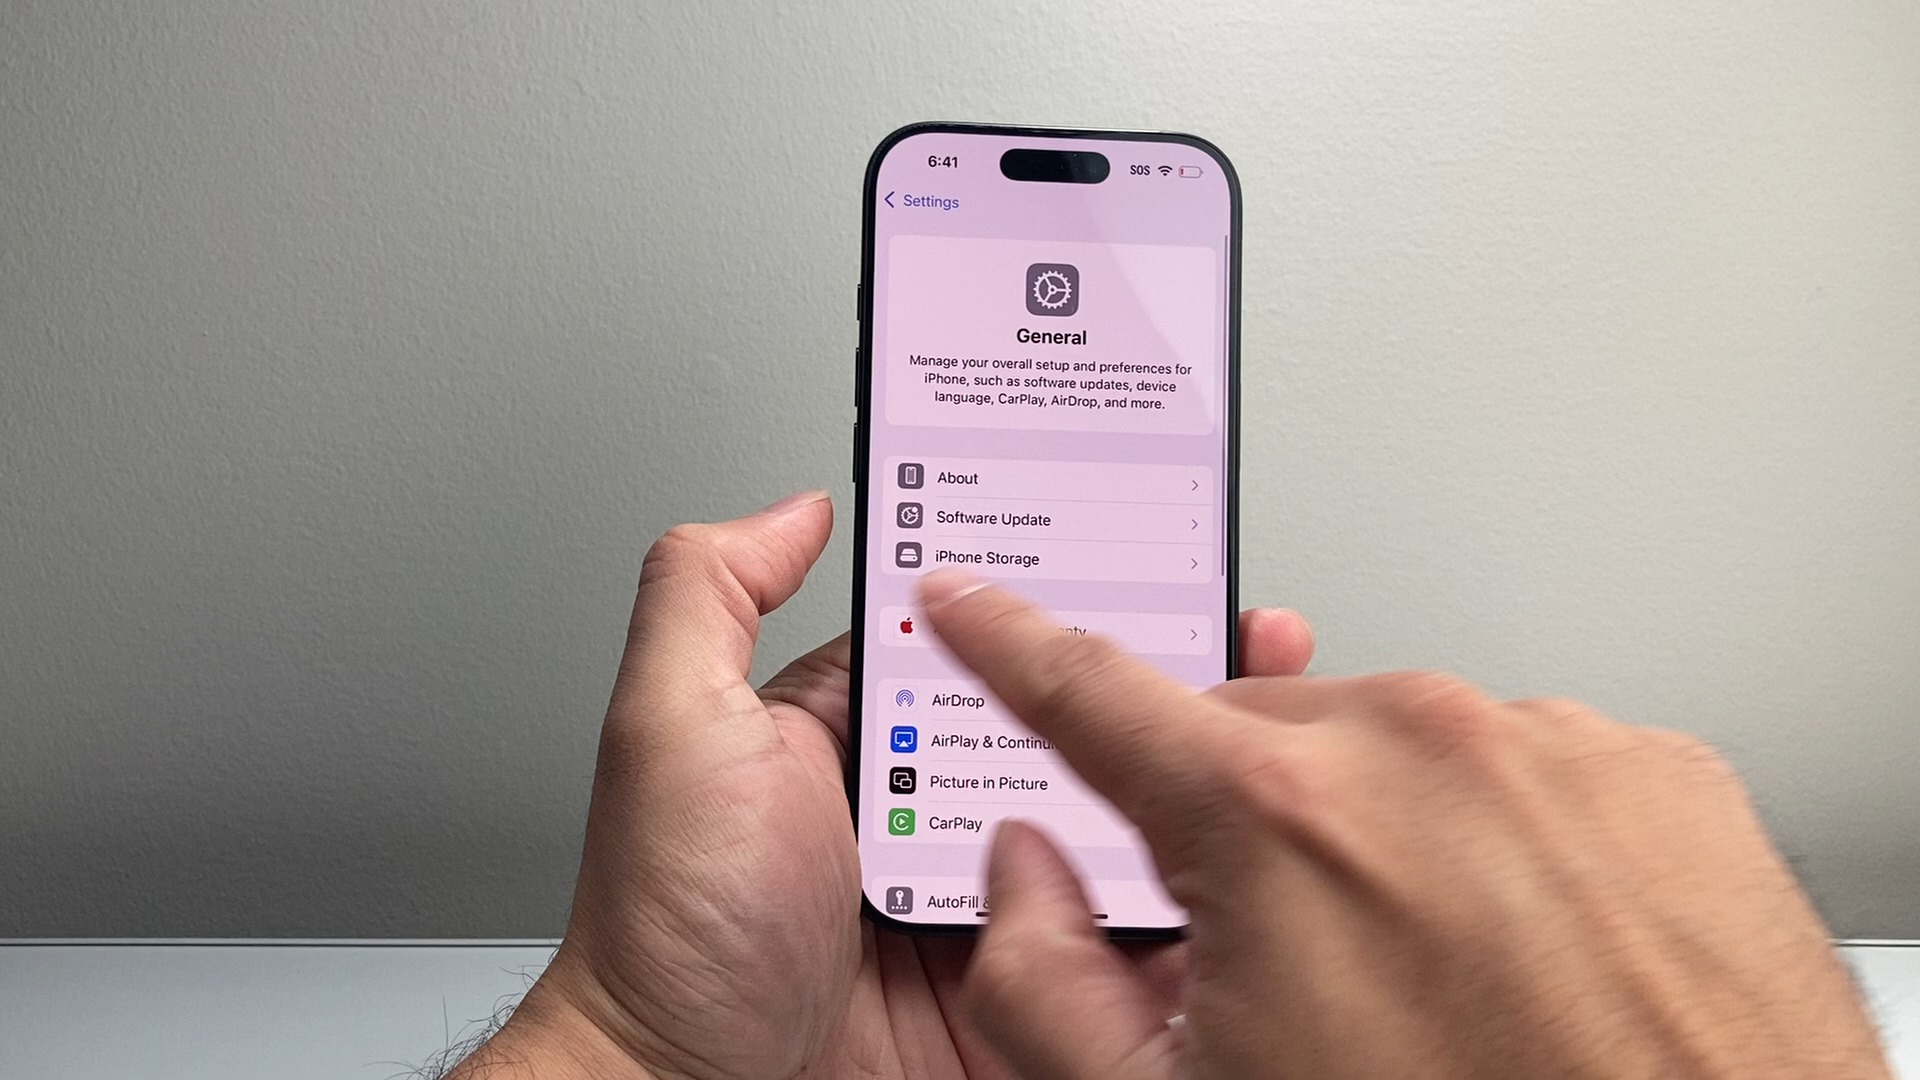 6:41
SOS
Settings
General
Manage your overall setup and preferences for
iPhone, such as software updates, device
language, CarPlay, AirDrop, and more.
About
Software Update
iPhone Storage
AirDrop
AirPlay &
Picture in Picture
CarPlay
AutoFill &